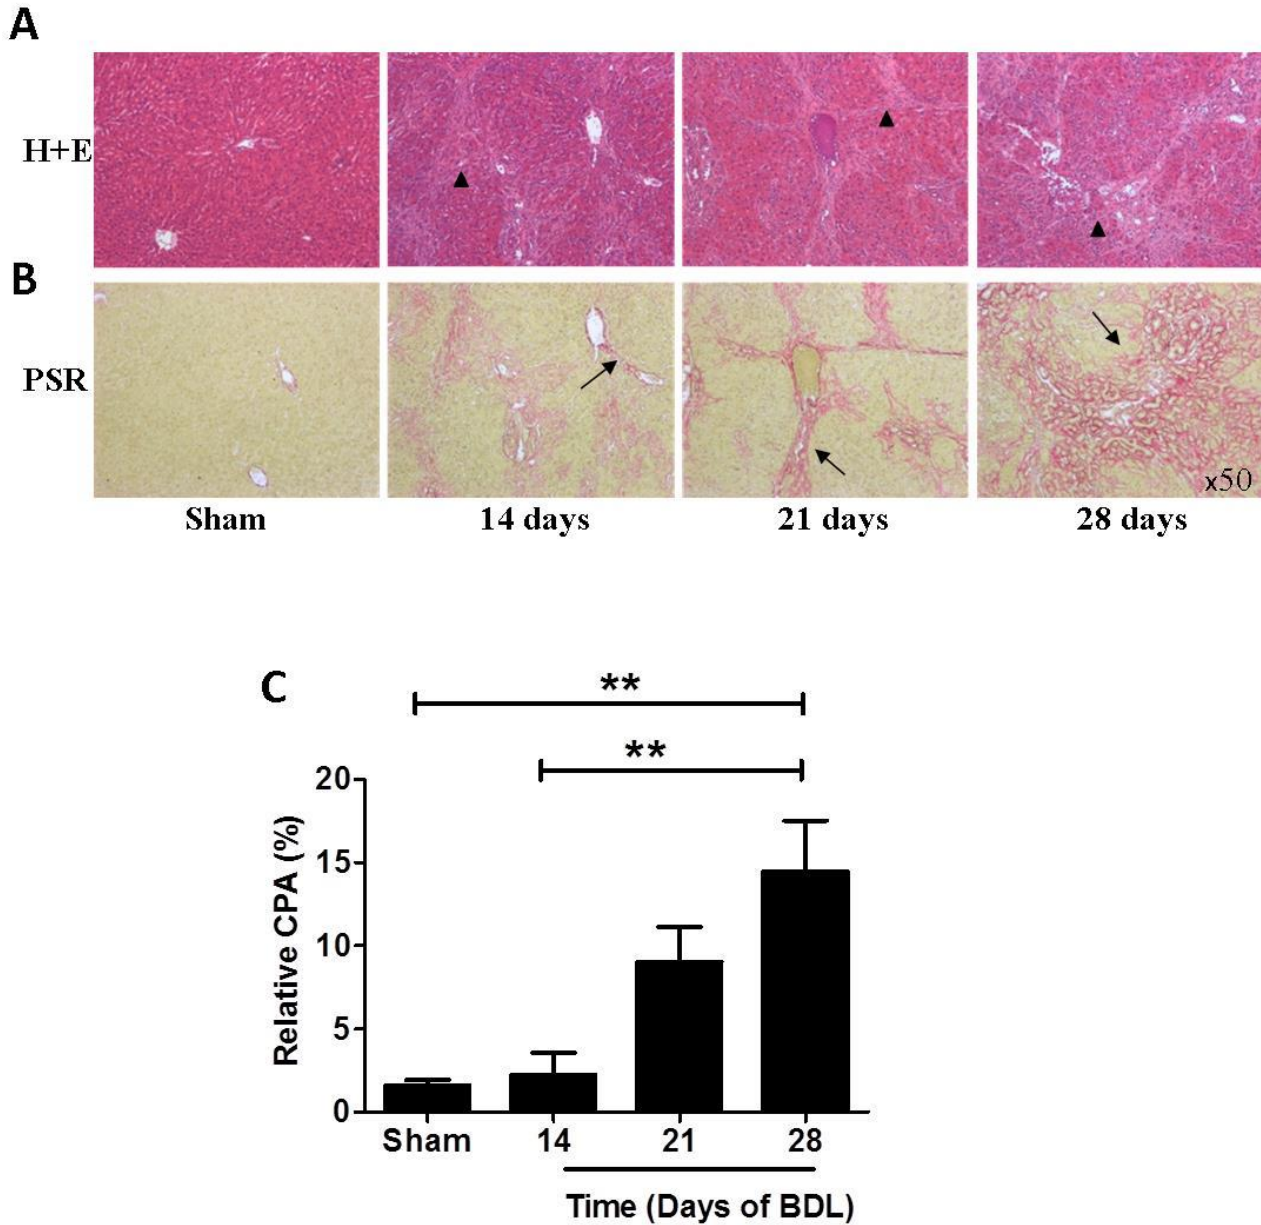 A
H+E
B
PSR
x50
Sham
14 days
21 days
28 days
C
**
**
Relative CPA (%)
20
15
10
5
0
Sham
14
21
28
Time (Days of BDL)